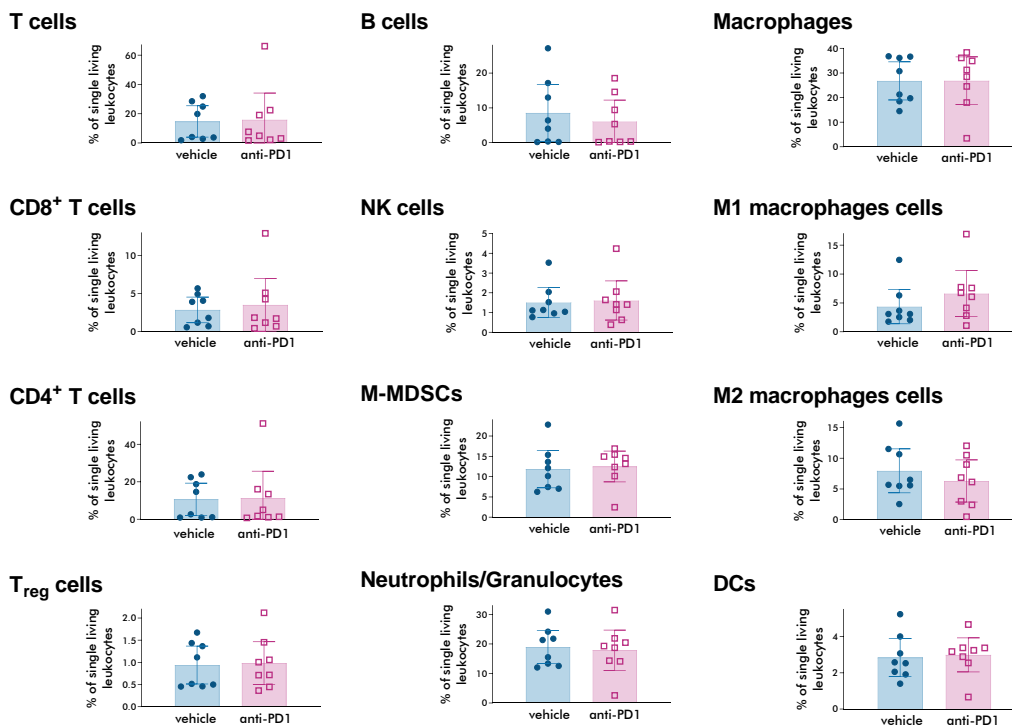 T cells
% of single living
leukocytes
60
40
20
0
vehicle anti-PD1
B cells
% of single living
leukocytes
20
10
0
vehicle anti-PD1
Macrophages
% of single living
leukocytes
40
30
20
10
0
vehicle anti-PD1
CD8+ T cells
% of single living
leukocytes
10
5
0
vehicle anti-PD1
NK cells
% of single living
leukocytes
5
4
3
2
1
0
vehicle anti-PD1
M1 macrophages cells
% of single living
leukocytes
15
10
5
0
vehicle anti-PD1
CD4+ T cells
% of single living
leukocytes
40
20
0
vehicle anti-PD1
M-MDSCs
% of single living
leukocytes
20
15
10
5
0
vehicle anti-PD1
M2 macrophages cells
% of single living
leukocytes
15
10
5
0
vehicle anti-PD1
Treg cells
% of single living
leukocytes
2.0
1.5
1.0
0.5
0.0
vehicle anti-PD1
Neutrophils/Granulocytes
% of single living
leukocytes
30
20
10
0
vehicle anti-PD1
DCs
% of single living
leukocytes
4
2
0
vehicle anti-PD1